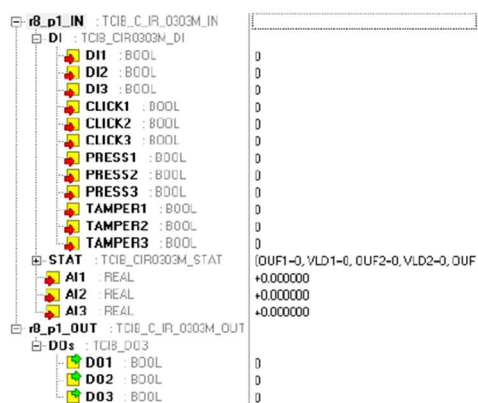 r8_p1_IN : TCIB_C_IR_0303M_IN
DI : TCIB_CIR0303M_DI
DI1 : BOOL 0
DI2 : BOOL 0
DI3 : BOOL 0
CLICK1 : BOOL 0
CLICK2 : BOOL 0
CLICK3 : BOOL 0
PRESS1 : BOOL 0
PRESS2 : BOOL 0
PRESS3 : BOOL 0
TAMPER1 : BOOL 0
TAMPER2 : BOOL 0
TAMPER3 : BOOL 0
STAT : TCIB_CIR0303M_STAT (OUF1=0, VLD1=0, OUF2=0, VLD2=0, OUF
AI1 : REAL +0.000000
AI2 : REAL +0.000000
AI3 : REAL +0.000000
r8_p1_OUT : TCIB_C_IR_0303M_OUT
DOs : TCIB_DO3
DO1 : BOOL 0
DO2 : BOOL 0
DO3 : BOOL 0